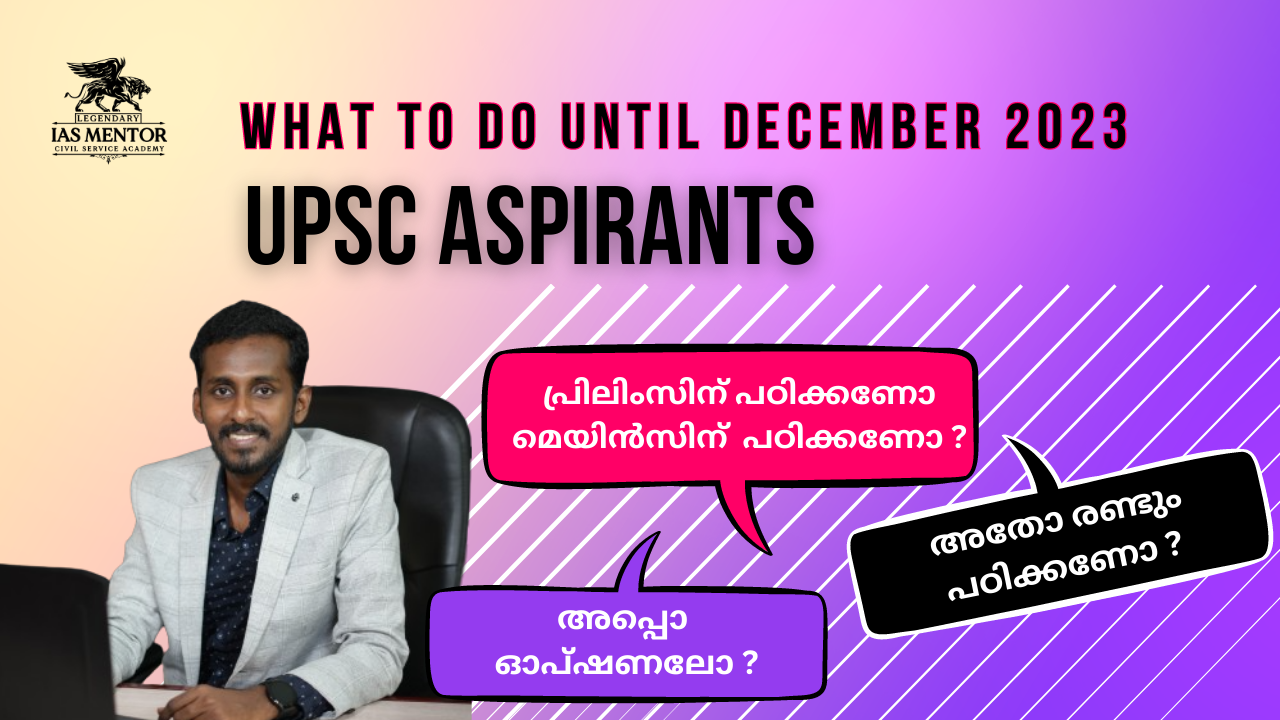 LEGENDARY
IAS MENTOR
CIVIL SERVICE ACADEMY
WHAT TO DO UNTIL DECEMBER 2023
UPSC ASPIRANTS
പ്രിലിംസിന് പഠിക്കണോ
മെയിൻസിന് പഠിക്കണോ ?
അതോ രണ്ടും
പഠിക്കണോ ?
അപ്പൊ
ഓപ്ഷണലോ ?